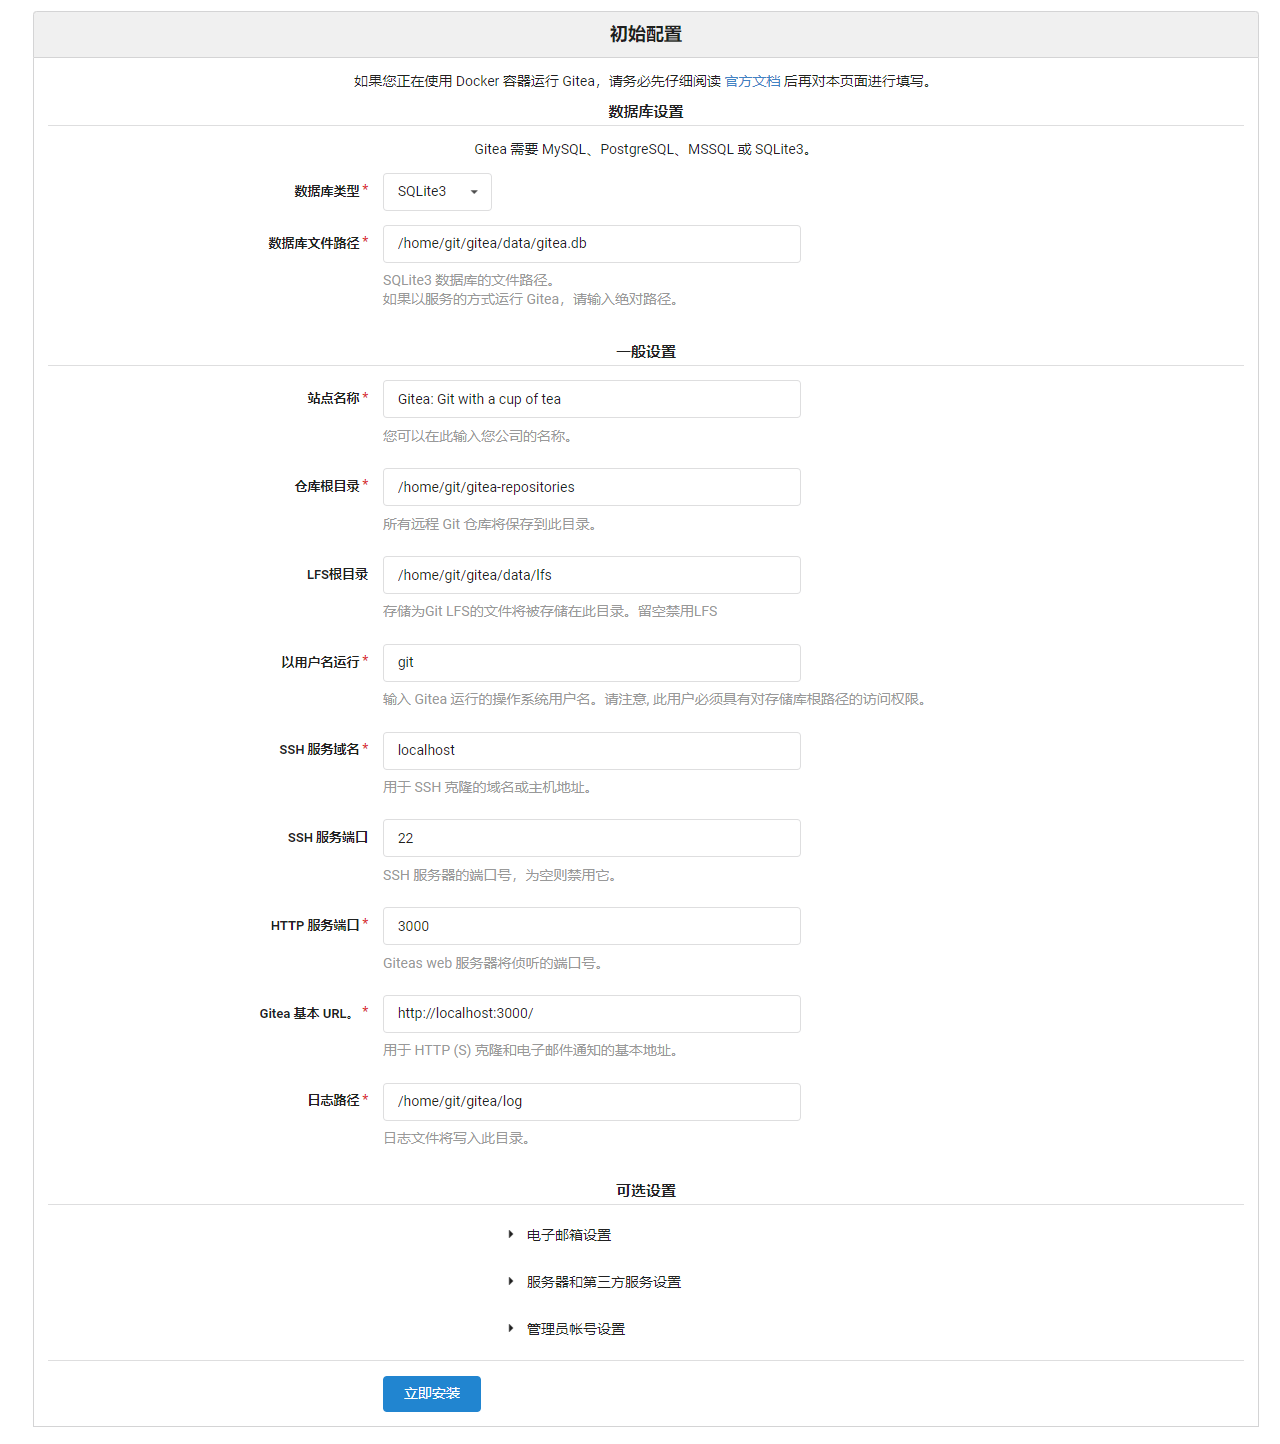 初始配置
如果您正在使用 Docker 容器运行 Gitea，请务必先仔细阅读 官方文档 后再对本页面进行填写。
数据库设置
Gitea 需要 MySQL、PostgreSQL、MSSQL 或 SQLite3。
数据库类型* SQLite3
数据库文件路径* /home/git/gitea/data/gitea.db
SQLite3 数据库的文件路径。
如果以服务的方式运行 Gitea，请输入绝对路径。
一般设置
站点名称* Gitea: Git with a cup of tea
您可以在此输入您公司的名称。
仓库根目录* /home/git/gitea-repositories
所有远程 Git 仓库将保存到此目录。
LFS根目录 /home/git/gitea/data/lfs
存储为Git LFS的文件将被存储在此目录。留空禁用LFS
以用户名运行* git
输入 Gitea 运行的操作系统用户名。请注意, 此用户必须具有对存储库根路径的访问权限。
SSH 服务域名* localhost
用于 SSH 克隆的域名或主机地址。
SSH 服务端口 22
SSH 服务器的端口号，为空则禁用它。
HTTP 服务端口* 3000
Giteas web 服务器将侦听的端口号。
Gitea 基本 URL。* http://localhost:3000/
用于 HTTP (S) 克隆和电子邮件通知的基本地址。
日志路径* /home/git/gitea/log
日志文件将写入此目录。
可选设置
电子邮箱设置
服务器和第三方服务设置
管理员帐号设置
立即安装